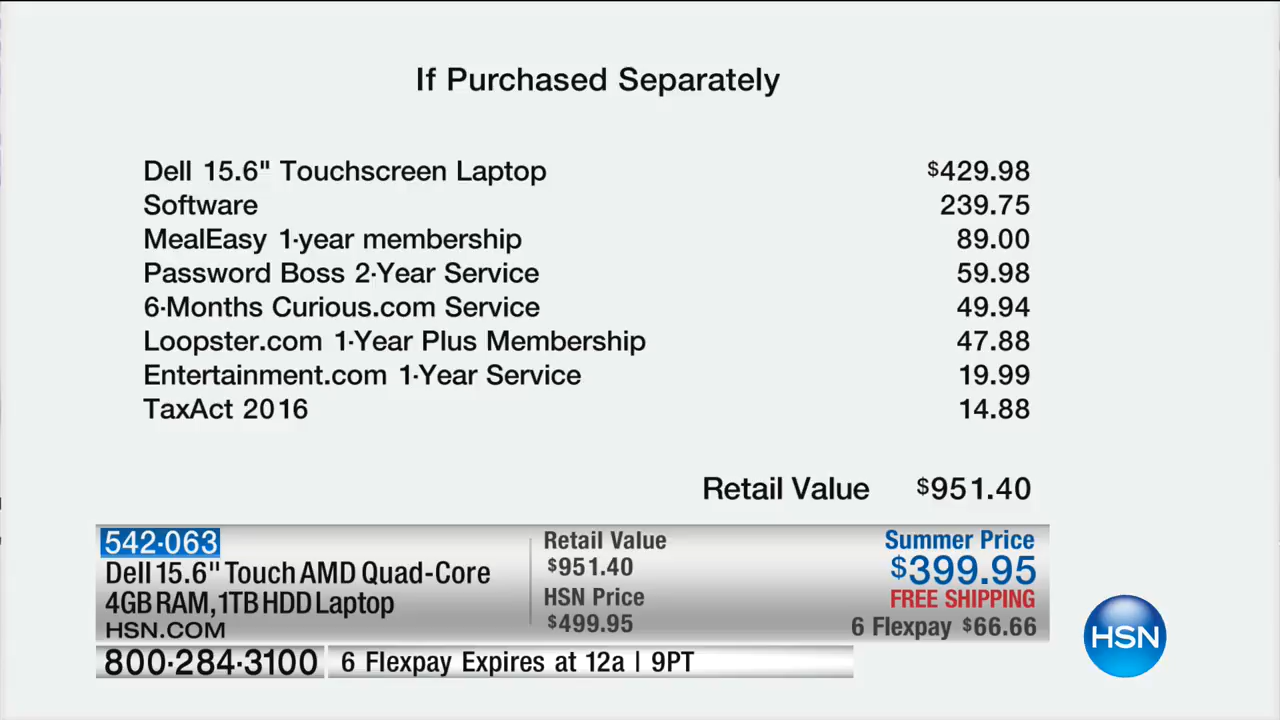 If Purchased Separately
Dell 15.6" Touchscreen Laptop $429.98
Software 239.75
MealEasy 1-year membership 89.00
Password Boss 2-Year Service 59.98
6-Months Curious.com Service 49.94
Loopster.com 1-Year Plus Membership 47.88
Entertainment.com 1-Year Service 19.99
TaxAct 2016 14.88
Retail Value $951.40
542-063
Dell 15.6" Touch AMD Quad-Core
4GB RAM, 1TB HDD Laptop
HSN.COM
Retail Value
$951.40
HSN Price
$499.95
Summer Price
$399.95
FREE SHIPPING
6 Flexpay $66.66
800-284-3100 6 Flexpay Expires at 12a | 9PT
HSN